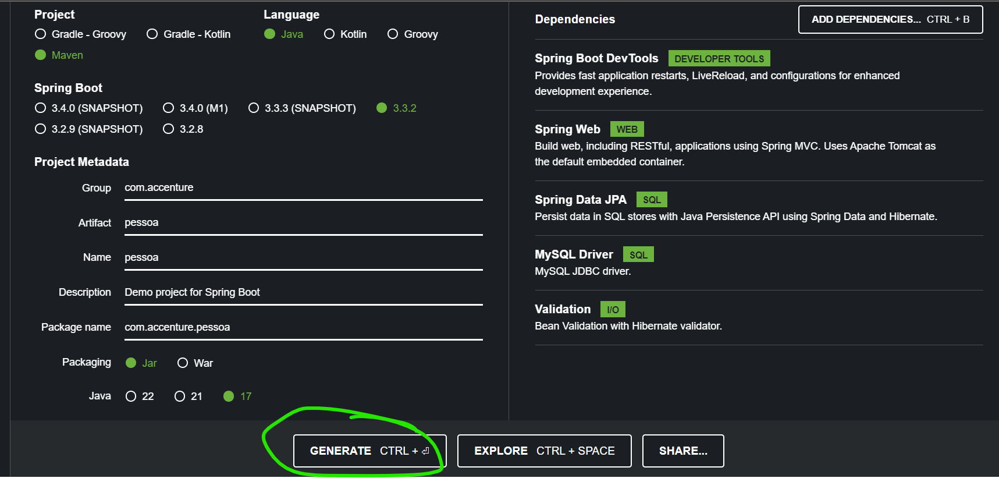 Project
Gradle - Groovy Gradle - Kotlin
Maven
Language
Java Kotlin Groovy
Spring Boot
3.4.0 (SNAPSHOT) 3.4.0 (M1) 3.3.3 (SNAPSHOT) 3.3.2
3.2.9 (SNAPSHOT) 3.2.8
Project Metadata
Group com.accenture
Artifact pessoa
Name pessoa
Description Demo project for Spring Boot
Package name com.accenture.pessoa
Packaging Jar War
Java 22 21 17
Dependencies ADD DEPENDENCIES... CTRL + B
Spring Boot DevTools DEVELOPER TOOLS
Provides fast application restarts, LiveReload, and configurations for enhanced
development experience.
Spring Web WEB
Build web, including RESTful, applications using Spring MVC. Uses Apache Tomcat as
the default embedded container.
Spring Data JPA SQL
Persist data in SQL stores with Java Persistence API using Spring Data and Hibernate.
MySQL Driver SQL
MySQL JDBC driver.
Validation I/O
Bean Validation with Hibernate validator.
GENERATE CTRL + ⏎ EXPLORE CTRL + SPACE SHARE...